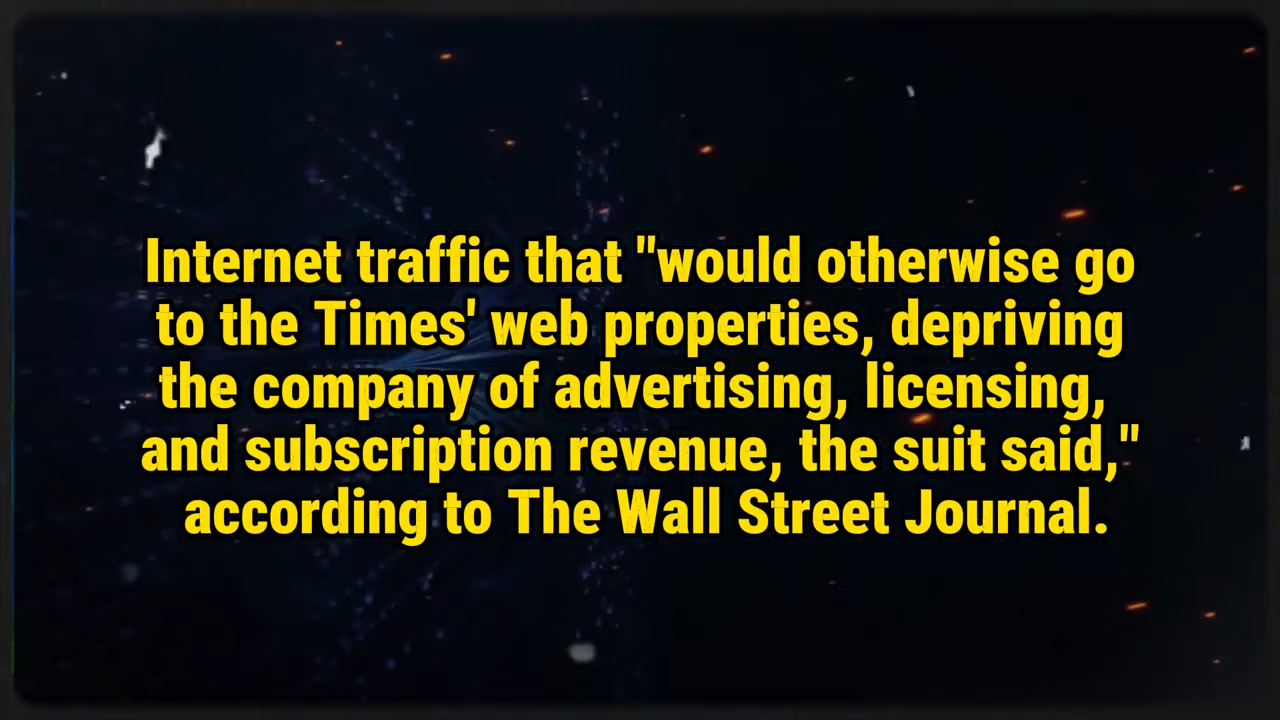 Internet traffic that "would otherwise go
to the Times' web properties, depriving
the company of advertising, licensing,
and subscription revenue, the suit said,"
according to The Wall Street Journal.